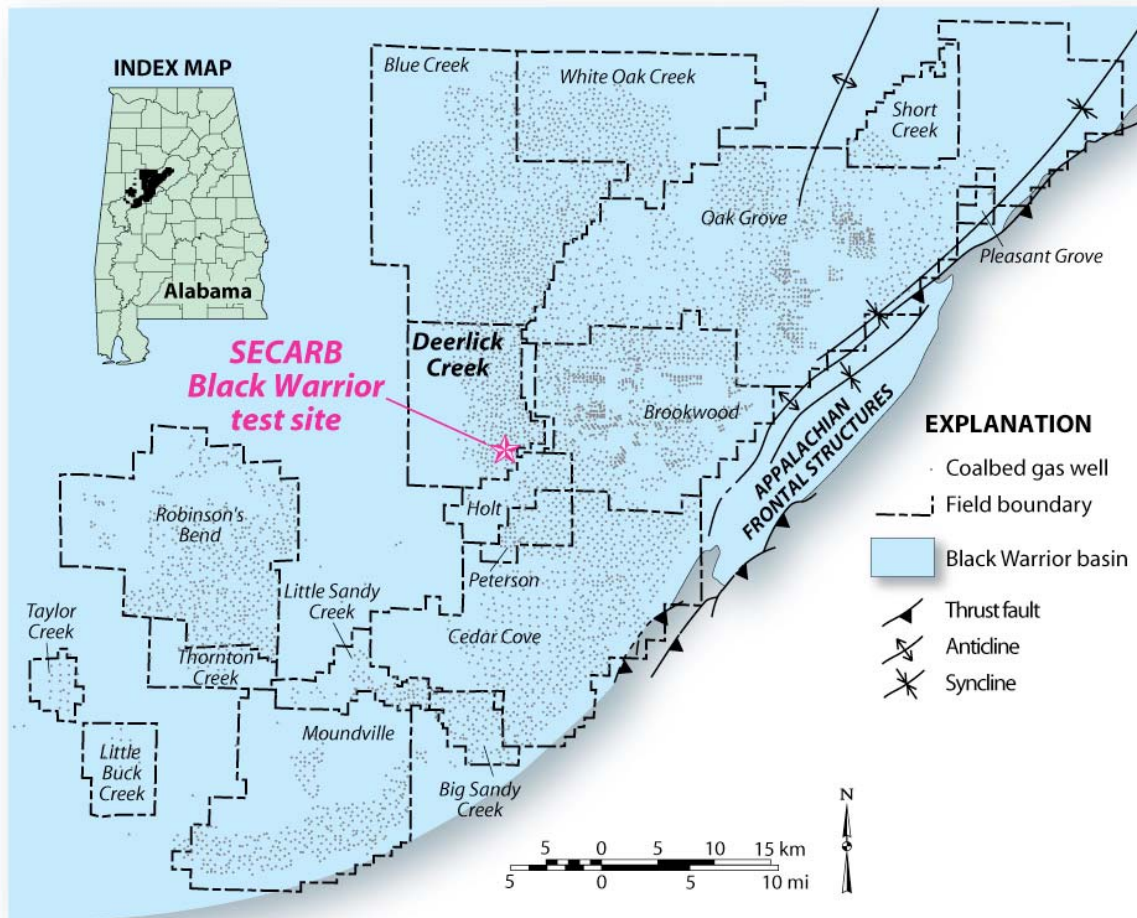 INDEX MAP
Alabama
Blue Creek
White Oak Creek
Short
Creek
Oak Grove
Pleasant Grove
Deerlick
Creek
SECARB
Black Warrior
test site
Brookwood
Holt
Peterson
Robinson's
Bend
Little Sandy
Creek
Taylor
Creek
Thornton
Creek
Cedar Cove
Moundville
Little
Buck
Creek
Big Sandy
Creek
APPALACHIAN
FRONTAL STRUCTURES
EXPLANATION
Coalbed gas well
Field boundary
Black Warrior basin
Thrust fault
Anticline
Syncline
N
5 0 5 10 15 km
5 0 5 10 mi